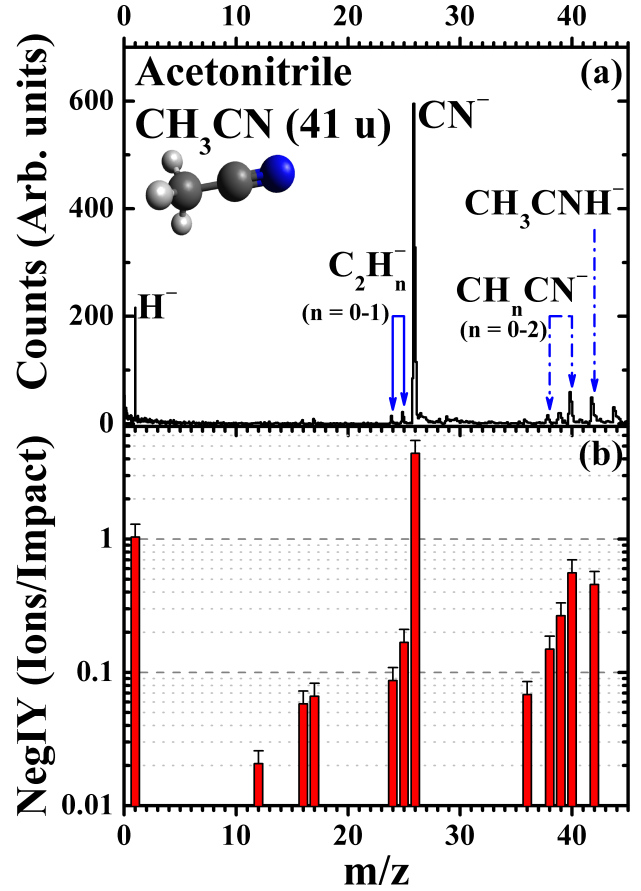 0 10 20 30 40
Acetonitrile
(a)
CH₃CN (41 u)
CN⁻
CH₃CNH⁻
C₂Hₙ⁻
(n = 0-1)
CHₙCN⁻
(n = 0-2)
H⁻
600
400
200
0
Counts (Arb. units)
(b)
1
0.1
0.01
NegIY (Ions/Impact)
0 10 20 30 40
m/z